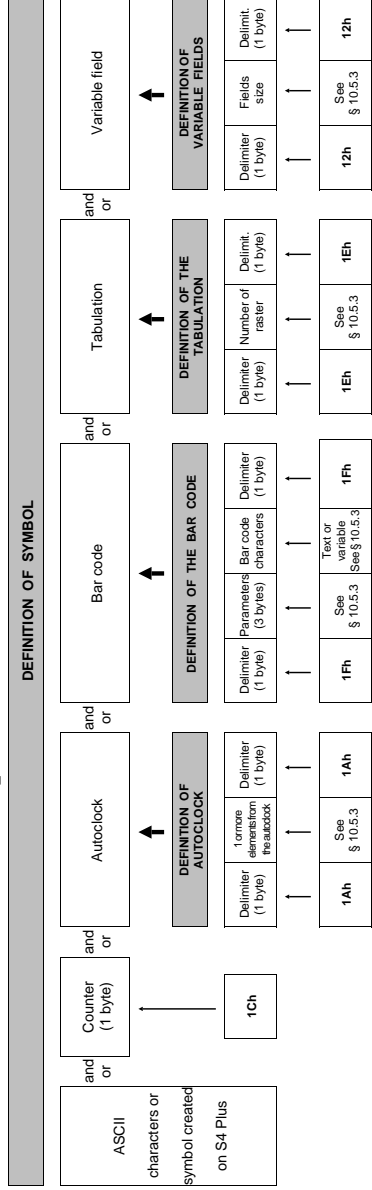 DEFINITION OF SYMBOL
ASCII
characters or
symbol created
on S4 Plus
and
or
Counter
(1 byte)
1Ch
and
or
Autoclock
DEFINITION OF
AUTOCLOCK
Delimiter
(1 byte)
1 or more
elements from
the autoclock
Delimiter
(1 byte)
1Ah
See
§ 10.5.3
1Ah
and
or
Bar code
DEFINITION OF THE BAR CODE
Delimiter
(1 byte)
Parameters
(3 bytes)
Bar code
characters
Delimiter
(1 byte)
1Fh
See
§ 10.5.3
Text or
variable
See § 10.5.3
1Fh
and
or
Tabulation
DEFINITION OF THE
TABULATION
Delimiter
(1 byte)
Number of
raster
Delimit.
(1 byte)
1Eh
See
§ 10.5.3
1Eh
and
or
Variable field
DEFINITION OF
VARIABLE FIELDS
Delimiter
(1 byte)
Fields
size
Delimit.
(1 byte)
12h
See
§ 10.5.3
12h